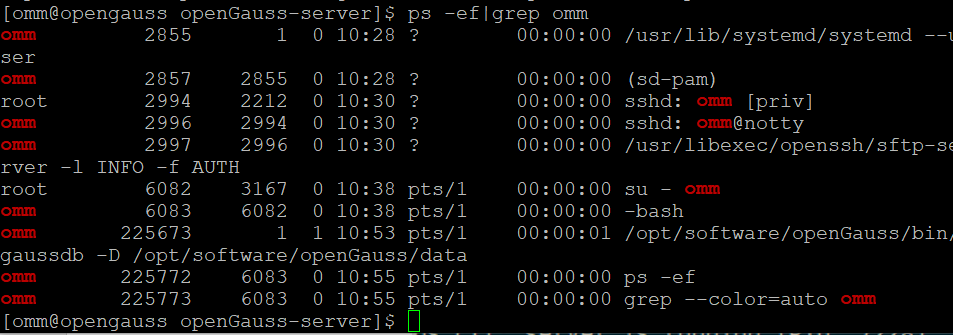 [omm@opengauss openGauss-server]$ ps -ef|grep omm
omm 2855 1 0 10:28 ? 00:00:00 /usr/lib/systemd/systemd --u
ser
omm 2857 2855 0 10:28 ? 00:00:00 (sd-pam)
root 2994 2212 0 10:30 ? 00:00:00 sshd: omm [priv]
omm 2996 2994 0 10:30 ? 00:00:00 sshd: omm@notty
omm 2997 2996 0 10:30 ? 00:00:00 /usr/libexec/openssh/sftp-se
rver -l INFO -f AUTH
root 6082 3167 0 10:38 pts/1 00:00:00 su - omm
omm 6083 6082 0 10:38 pts/1 00:00:00 -bash
omm 225673 1 1 10:53 pts/1 00:00:01 /opt/software/openGauss/bin/
gaussdb -D /opt/software/openGauss/data
omm 225772 6083 0 10:55 pts/1 00:00:00 ps -ef
omm 225773 6083 0 10:55 pts/1 00:00:00 grep --color=auto omm
[omm@opengauss openGauss-server]$